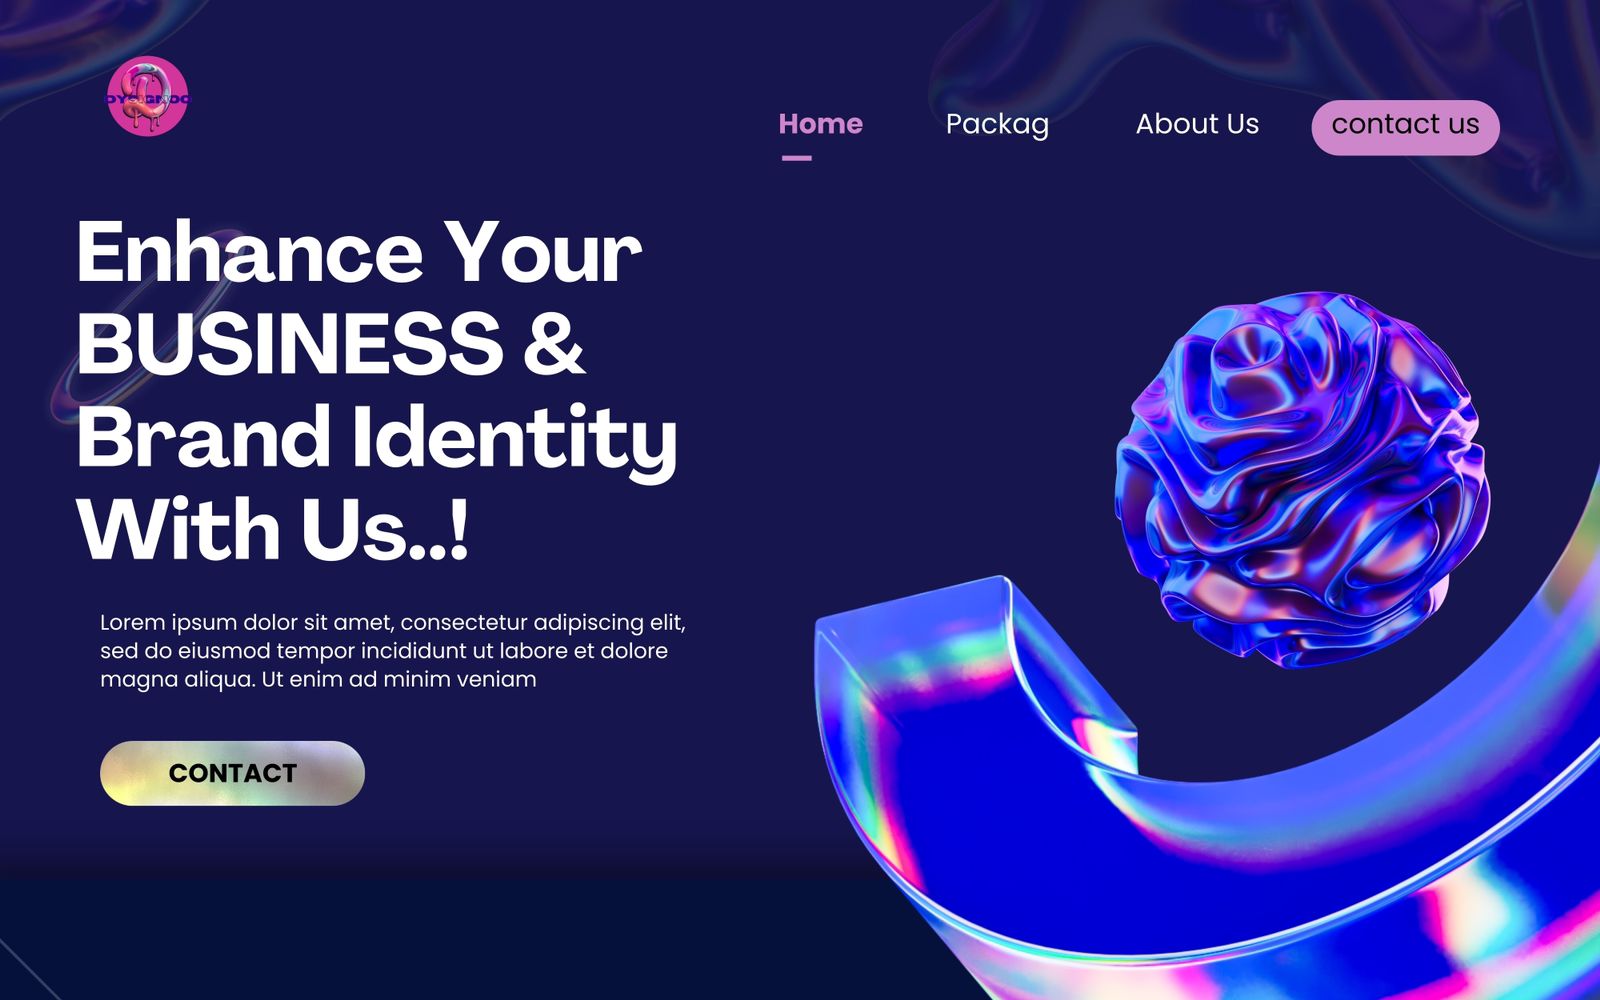 Home Packag About Us contact us
Enhance Your
BUSINESS &
Brand Identity
With Us..!
Lorem ipsum dolor sit amet, consectetur adipiscing elit,
sed do eiusmod tempor incididunt ut labore et dolore
magna aliqua. Ut enim ad minim veniam
CONTACT